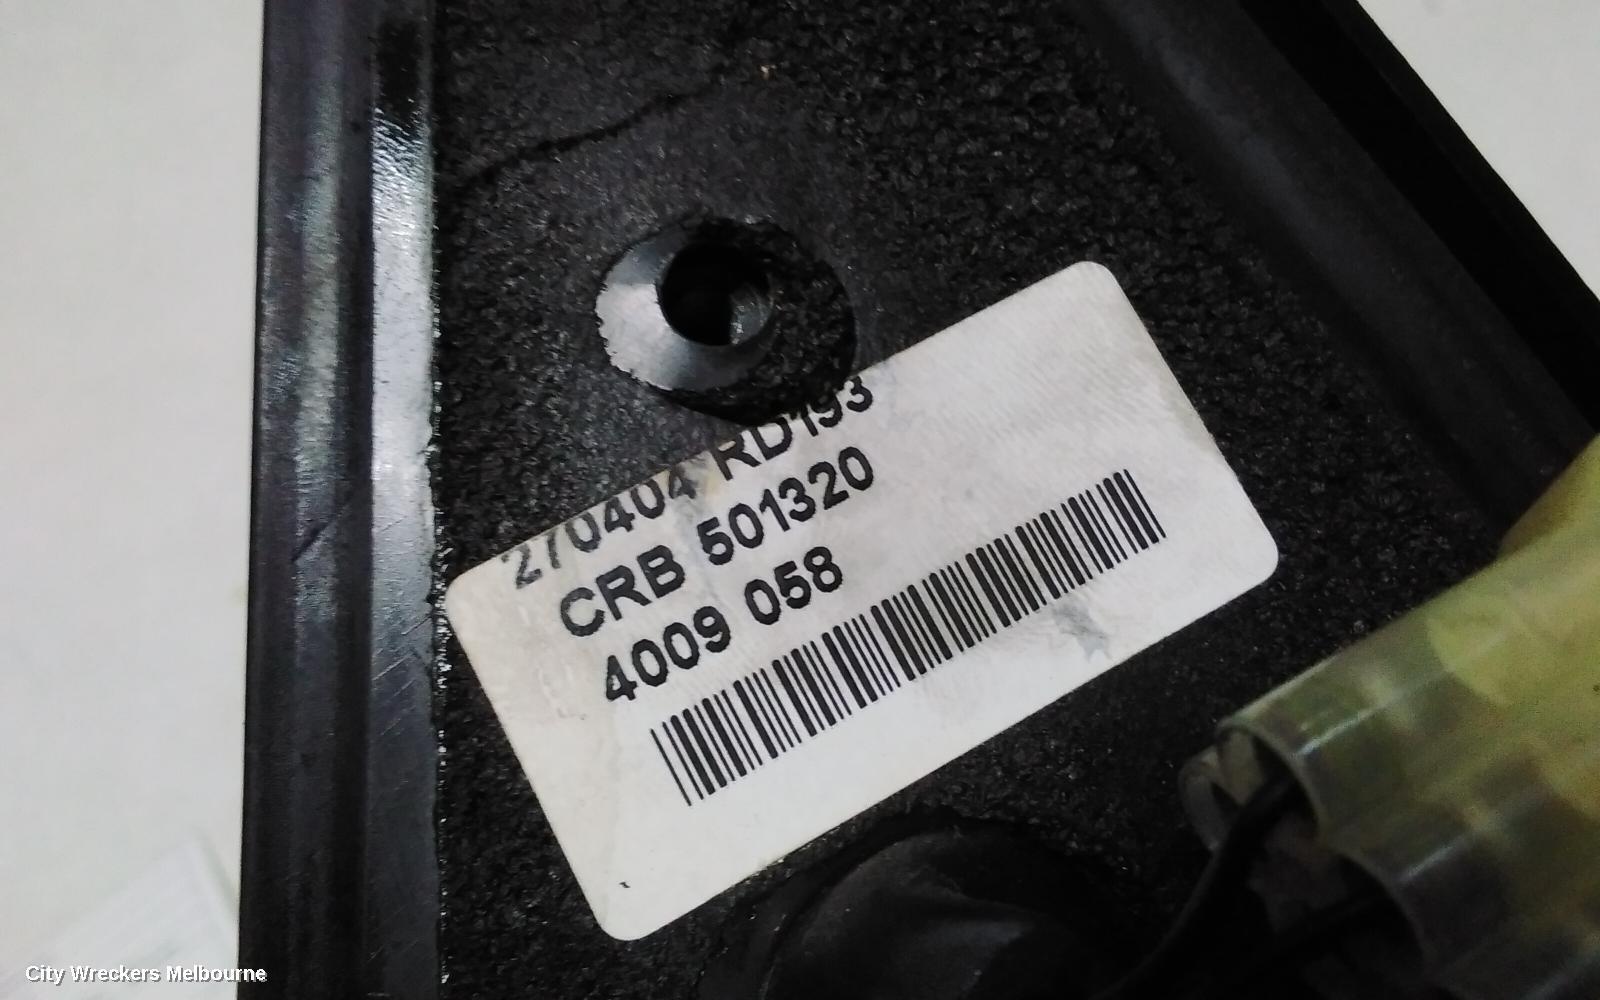 270404 RD193
CRB 501320
4009 058
City Wreckers Melbourne